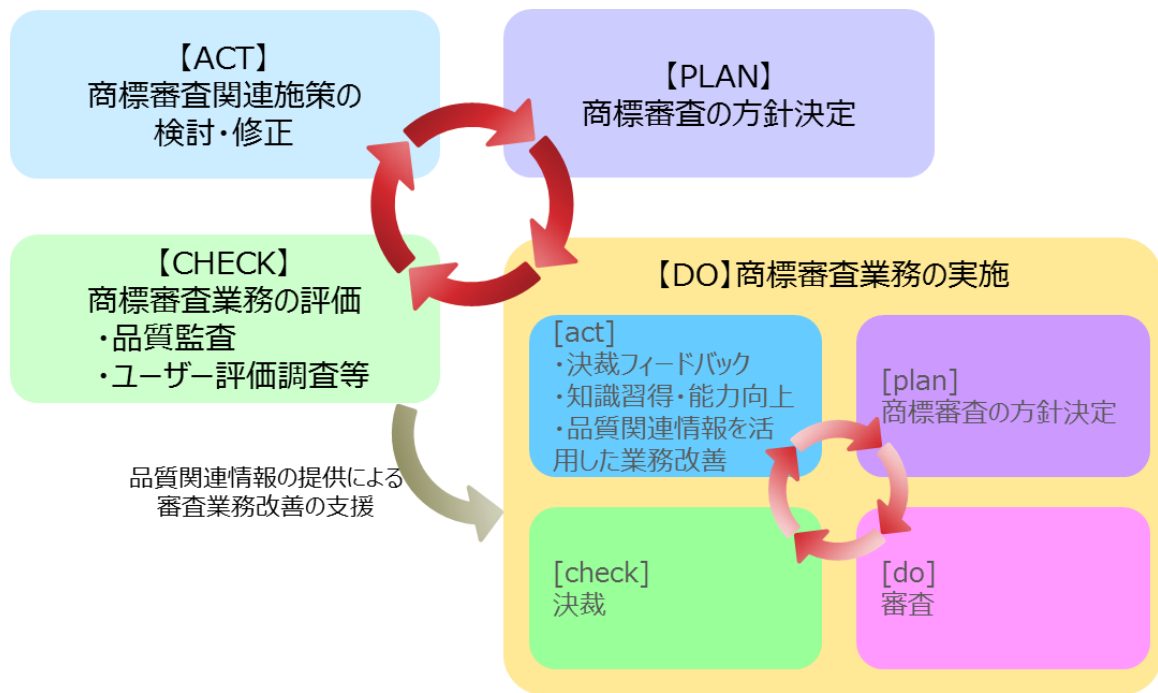 【ACT】
商標審査関連施策の
検討・修正
【PLAN】
商標審査の方針決定
【CHECK】
商標審査業務の評価
・品質監査
・ユーザー評価調査等
品質関連情報の提供による
審査業務改善の支援
【DO】商標審査業務の実施
[act]
・決裁フィードバック
・知識習得・能力向上
・品質関連情報を活
用した業務改善
[plan]
商標審査の方針決定
[check]
決裁
[do]
審査